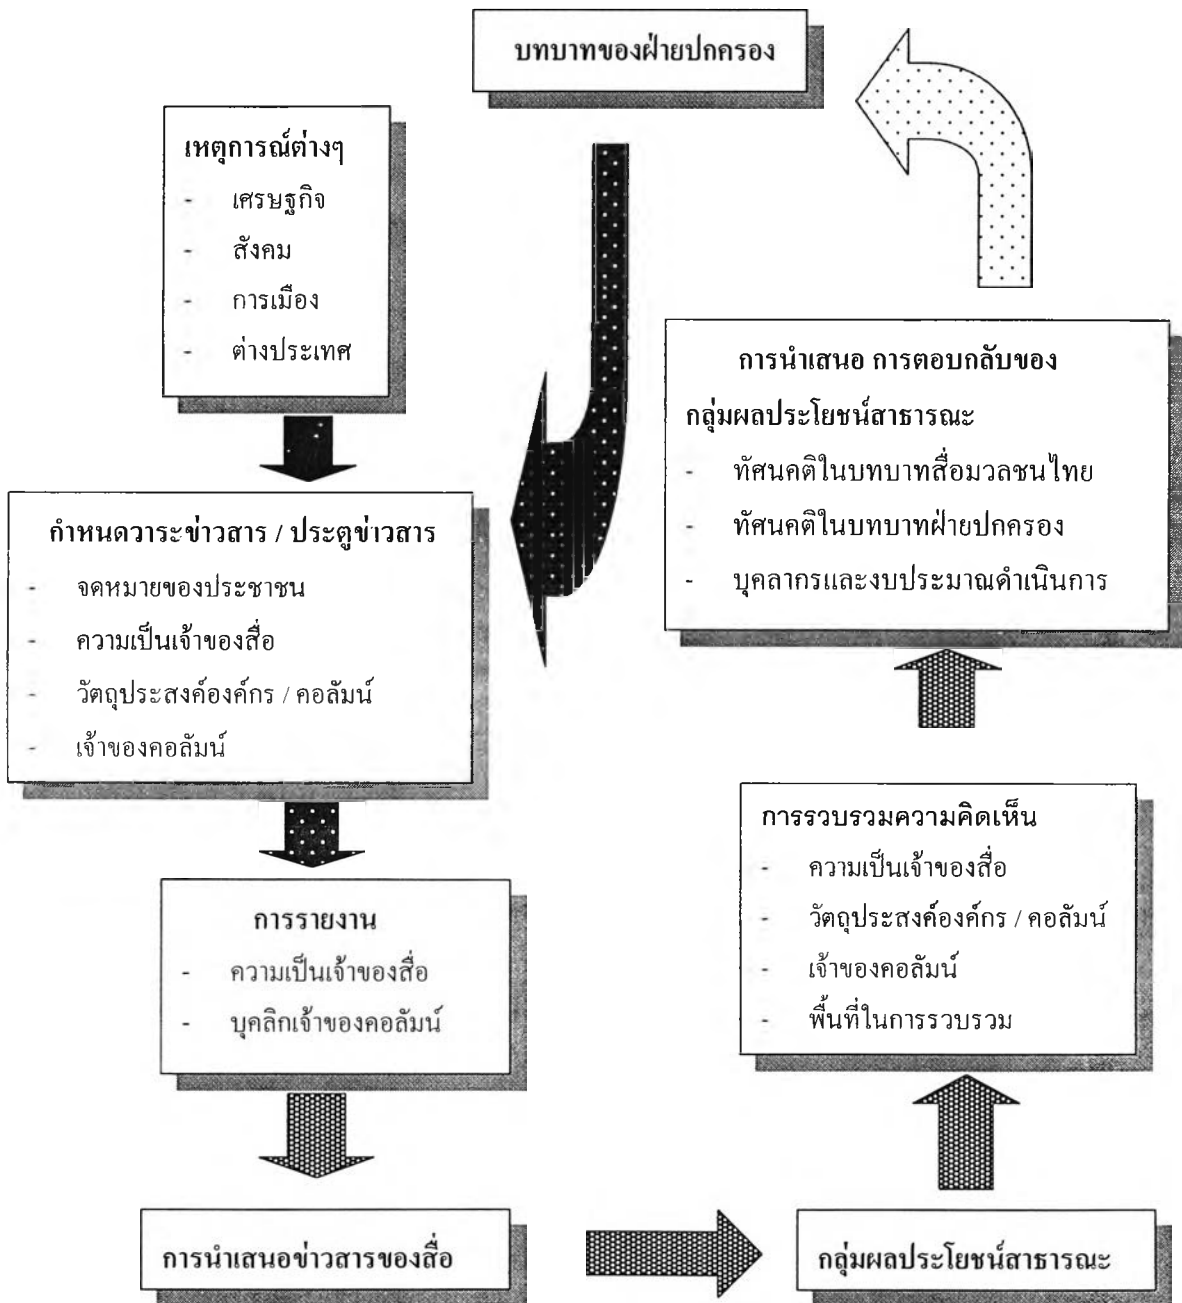 บทบาทของฝ่ายปกครอง
เหตุการณ์ต่างๆ
- เศรษฐกิจ
- สังคม
- การเมือง
- ต่างประเทศ
กำหนดวาระข่าวสาร / ประตูข่าวสาร
- จดหมายของประชาชน
- ความเป็นเจ้าของสื่อ
- วัตถุประสงค์องค์กร / คอลัมน์
- เจ้าของคอลัมน์
การรายงาน
- ความเป็นเจ้าของสื่อ
- บุคลิกเจ้าของคอลัมน์
การนำเสนอข่าวสารของสื่อ
กลุ่มผลประโยชน์สาธารณะ
การรวบรวมความคิดเห็น
- ความเป็นเจ้าของสื่อ
- วัตถุประสงค์องค์กร / คอลัมน์
- เจ้าของคอลัมน์
- พื้นที่ในการรวบรวม
การนำเสนอ การตอบกลับของ
กลุ่มผลประโยชน์สาธารณะ
- ทัศนคติในบทบาทสื่อมวลชนไทย
- ทัศนคติในบทบาทฝ่ายปกครอง
- บุคลากรและงบประมาณดำเนินการ